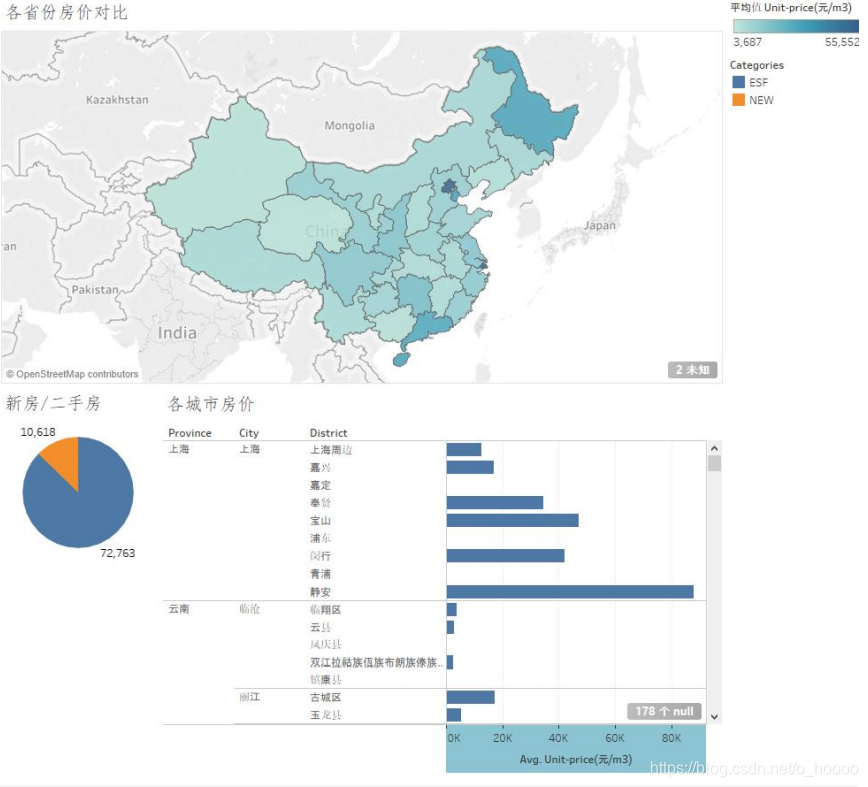 各省份房价对比
平均值 Unit-price(元/m3)
3,687 55,552
Categories
ESF
NEW
Kazakhstan
Mongolia
China
Japan
Pakistan
India
© OpenStreetMap contributors
2 未知
新房/二手房
10,618
72,763
各城市房价
Province City District
上海 上海 上海周边
嘉兴
嘉定
奉贤
宝山
浦东
闵行
青浦
静安
云南 临沧 临翔区
云县
凤庆县
双江拉祜族佤族布朗族傣族..
镇康县
丽江 古城区
玉龙县
178 个 null
0K 20K 40K 60K 80K
Avg. Unit-price(元/m3)
https://blog.csdn.net/o_hoooo